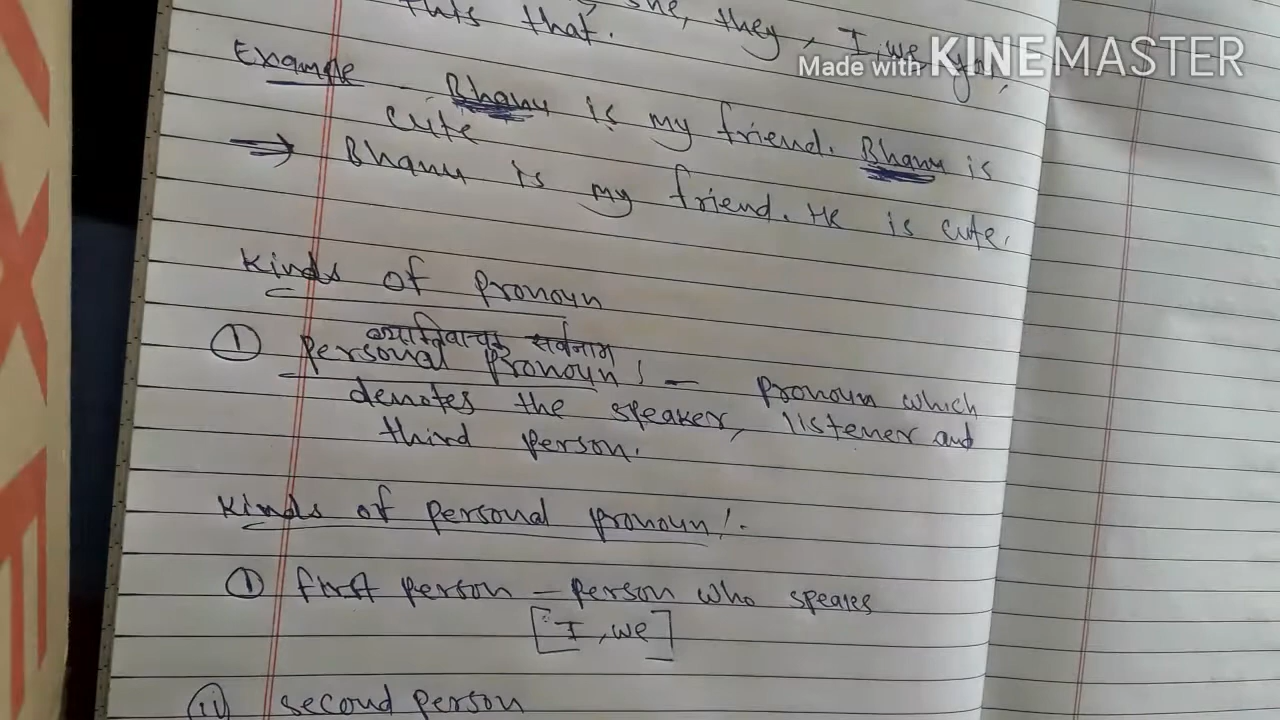 she, they, I, we, you,
this that.
Made with KINEMASTER
Example - Bhanu is my friend. Bhanu is
cute
⇒ Bhanu is my friend. He is cute.
Kinds of pronoun
व्यक्तिवाचक सर्वनाम
① personal pronoun :- pronoun which
denotes the speaker, listener and
third person.
Kinds of personal pronoun :-
① first person - person who speaks
[I, we]
(ii) second person